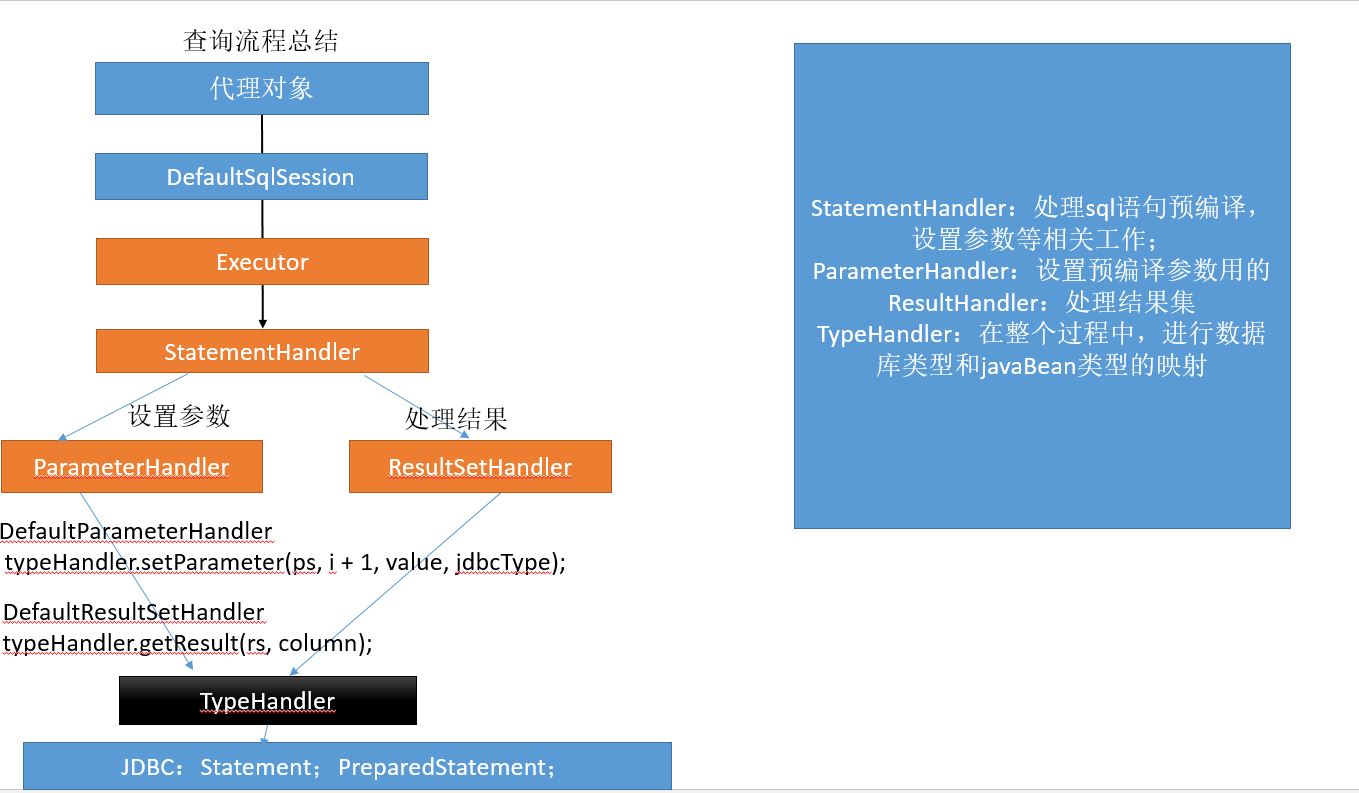 查询流程总结
代理对象
DefaultSqlSession
Executor
StatementHandler
设置参数
处理结果
ParameterHandler
ResultSetHandler
DefaultParameterHandler
typeHandler.setParameter(ps, i + 1, value, jdbcType);
DefaultResultSetHandler
typeHandler.getResult(rs, column);
TypeHandler
JDBC：Statement；PreparedStatement；
StatementHandler：处理sql语句预编译，
设置参数等相关工作；
ParameterHandler：设置预编译参数用的
ResultHandler：处理结果集
TypeHandler：在整个过程中，进行数据
库类型和javaBean类型的映射